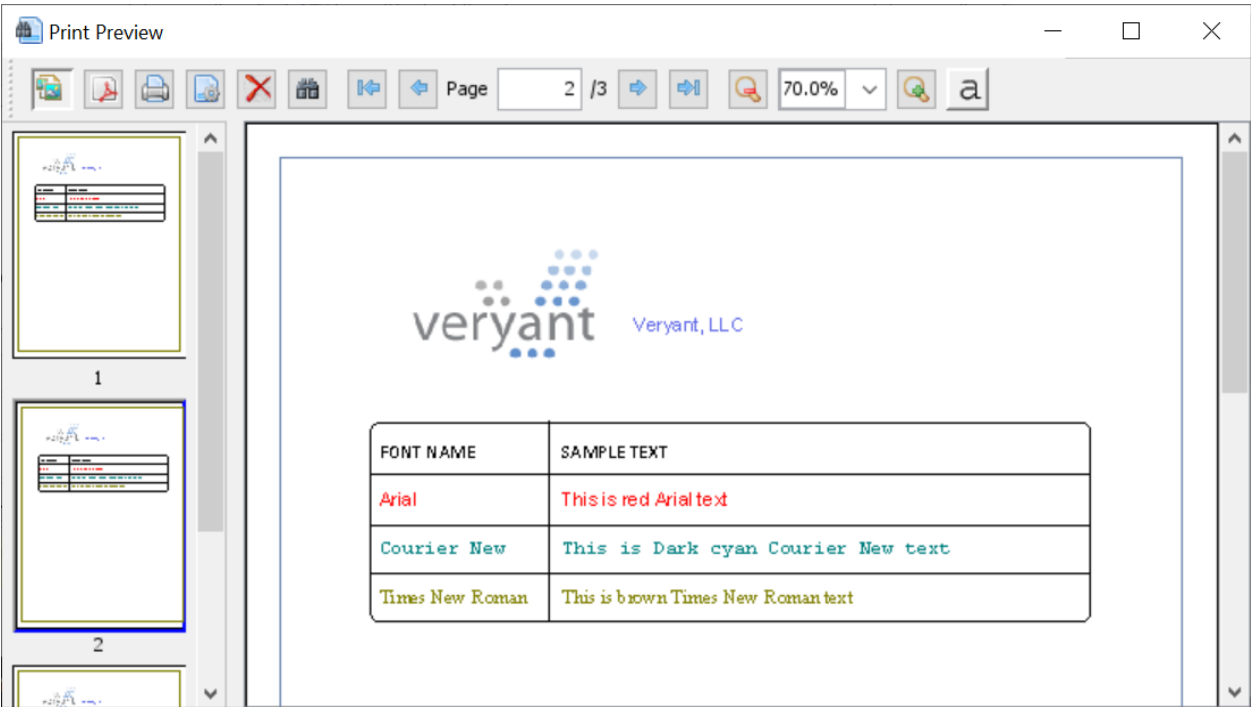 Print Preview
Page 2 /3 70.0% a
1
2
veryant Veryant, LLC
FONT NAME SAMPLE TEXT
Arial This is red Arial text
Courier New This is Dark cyan Courier New text
Times New Roman This is brown Times New Roman text